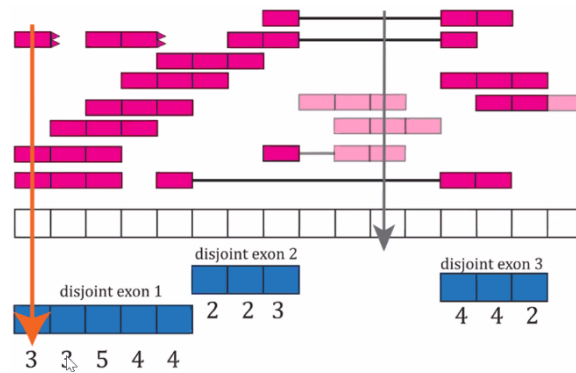 disjoint exon 2
disjoint exon 3
disjoint exon 1
2 2 3
4 4 2
3 3 5 4 4